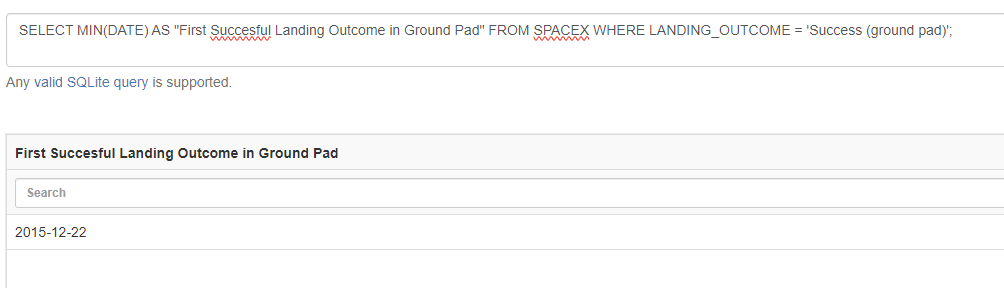 SELECT MIN(DATE) AS "First Succesful Landing Outcome in Ground Pad" FROM SPACEX WHERE LANDING_OUTCOME = 'Success (ground pad)';
Any valid SQLite query is supported.
First Succesful Landing Outcome in Ground Pad
Search
2015-12-22